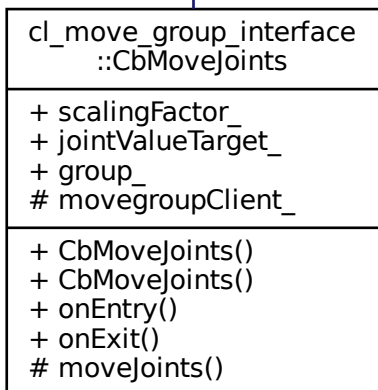 cl_move_group_interface
::CbMoveJoints
+ scalingFactor_
+ jointValueTarget_
+ group_
# movegroupClient_
+ CbMoveJoints()
+ CbMoveJoints()
+ onEntry()
+ onExit()
# moveJoints()